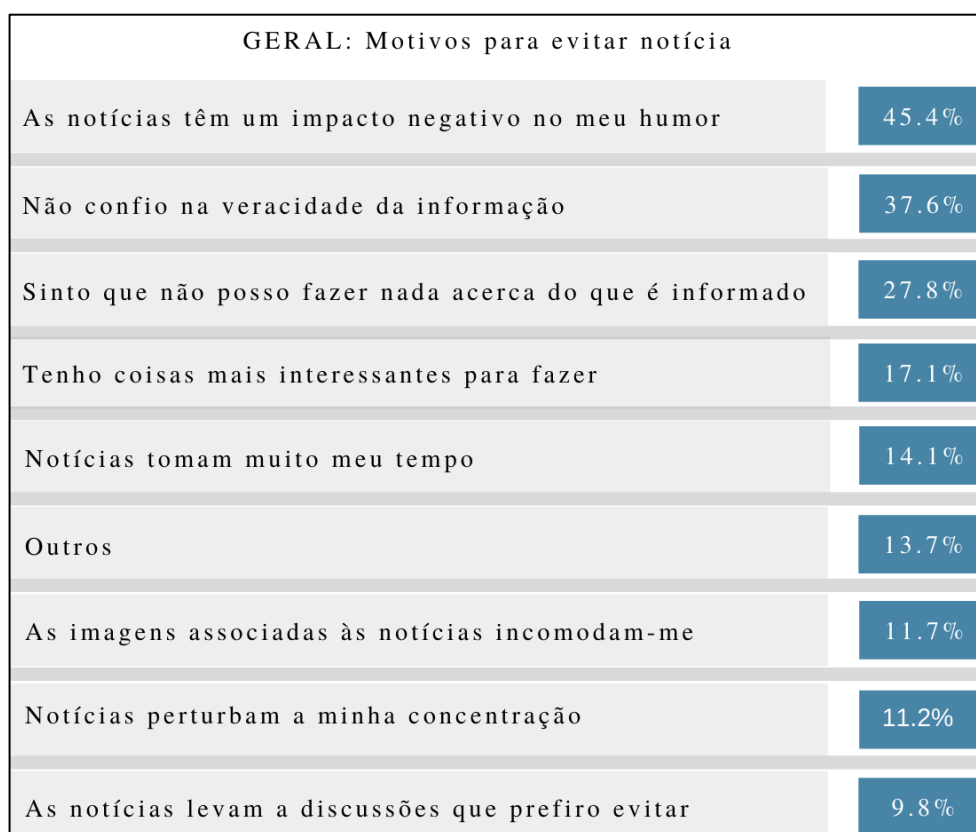 GERAL: Motivos para evitar notícia
As notícias têm um impacto negativo no meu humor 45.4%
Não confio na veracidade da informação 37.6%
Sinto que não posso fazer nada acerca do que é informado 27.8%
Tenho coisas mais interessantes para fazer 17.1%
Notícias tomam muito meu tempo 14.1%
Outros 13.7%
As imagens associadas às notícias incomodam-me 11.7%
Notícias perturbam a minha concentração 11.2%
As notícias levam a discussões que prefiro evitar 9.8%